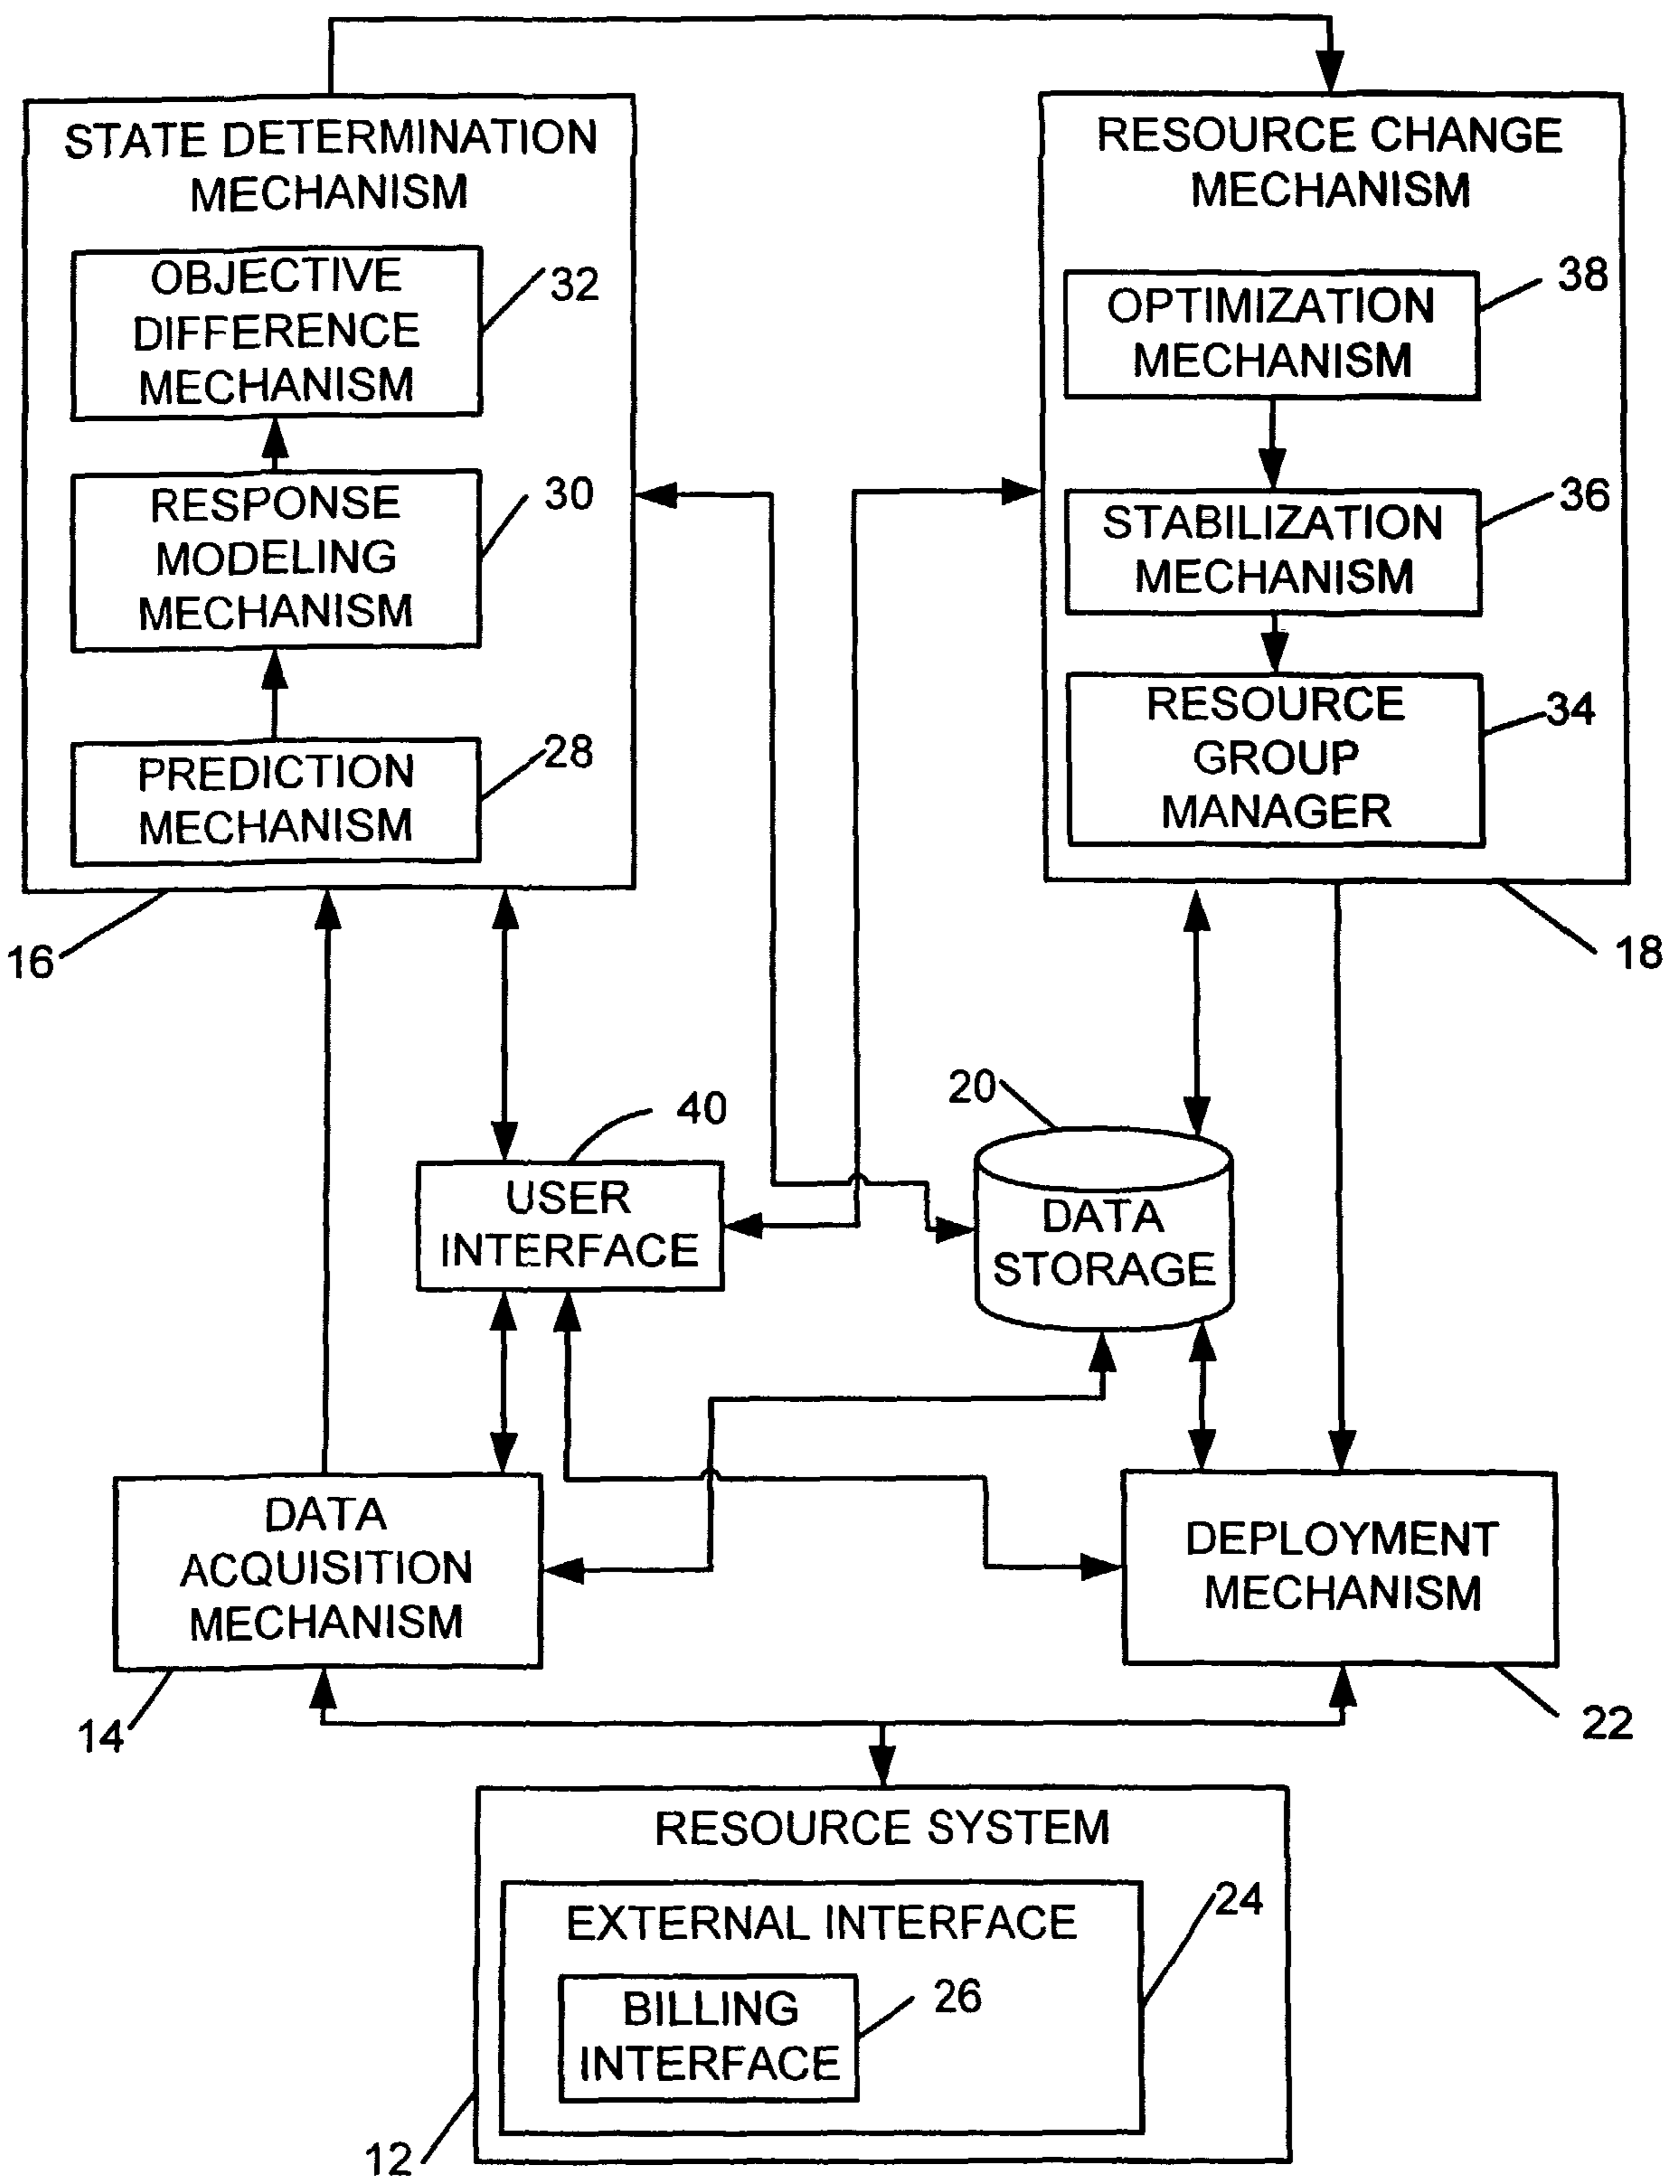 STATE DETERMINATION
MECHANISM
OBJECTIVE
DIFFERENCE
MECHANISM
32
RESPONSE
MODELING
MECHANISM
30
PREDICTION
MECHANISM
28
16
RESOURCE CHANGE
MECHANISM
OPTIMIZATION
MECHANISM
38
STABILIZATION
MECHANISM
36
RESOURCE
GROUP
MANAGER
34
18
40
USER
INTERFACE
20
DATA
STORAGE
DATA
ACQUISITION
MECHANISM
14
DEPLOYMENT
MECHANISM
22
RESOURCE SYSTEM
EXTERNAL INTERFACE
24
BILLING
INTERFACE
26
12